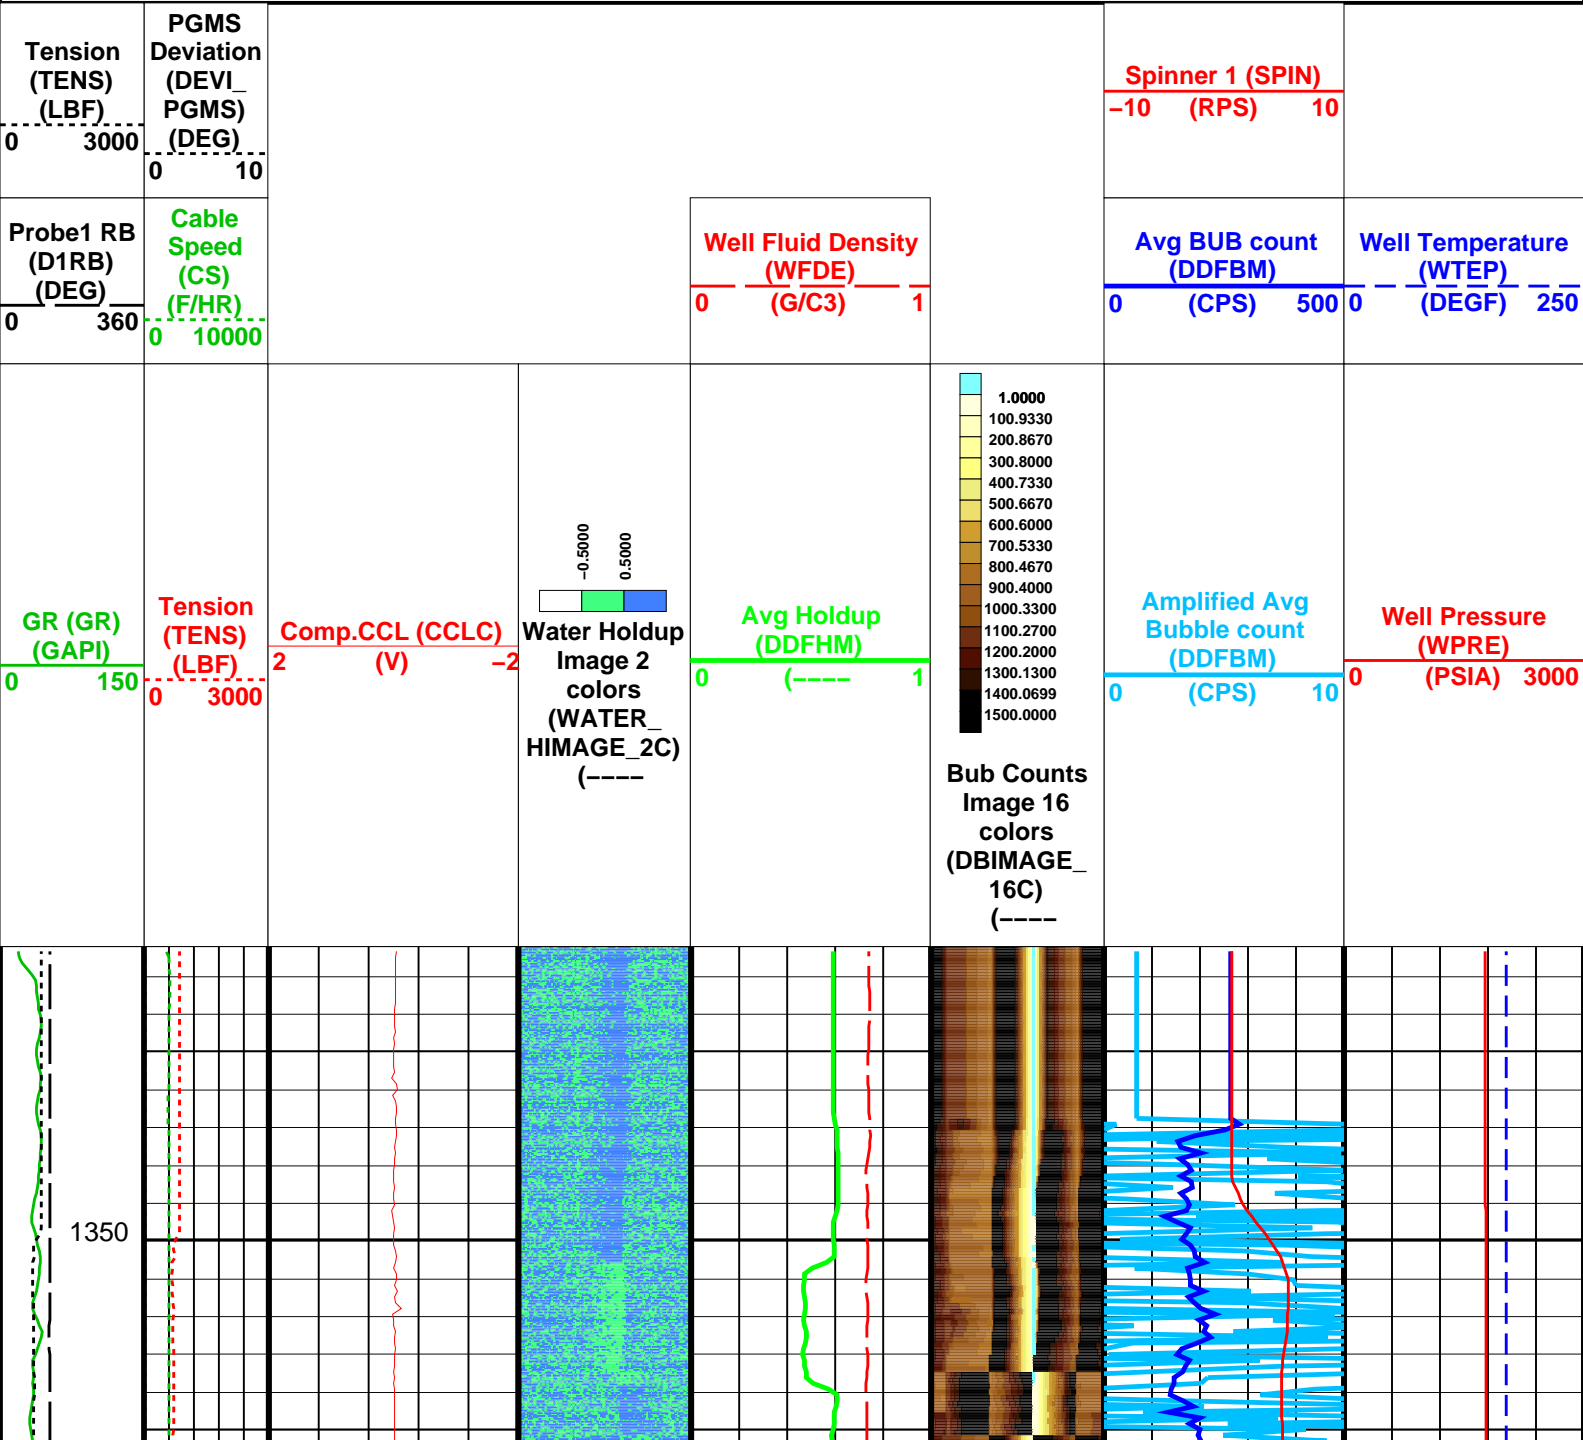 Tension
(TENS)
(LBF)
0 3000
PGMS
Deviation
(DEVI_
PGMS)
(DEG)
0 10
Spinner 1 (SPIN)
−10 (RPS) 10
Probe1 RB
(D1RB)
(DEG)
0 360
Cable
Speed
(CS)
(F/HR)
0 10000
Well Fluid Density
(WFDE)
0 (G/C3) 1
Avg BUB count
(DDFBM)
0 (CPS) 500
Well Temperature
(WTEP)
0 (DEGF) 250
GR (GR)
(GAPI)
0 150
Tension
(TENS)
(LBF)
0 3000
Comp.CCL (CCLC)
2 (V) −2
−0.5000
0.5000
Water Holdup
Image 2
colors
(WATER_
HIMAGE_2C)
(−−−−
Avg Holdup
(DDFHM)
0 (−−−− 1
1.0000
100.9330
200.8670
300.8000
400.7330
500.6670
600.6000
700.5330
800.4670
900.4000
1000.3300
1100.2700
1200.2000
1300.1300
1400.0699
1500.0000
Bub Counts
Image 16
colors
(DBIMAGE_
16C)
(−−−−
Amplified Avg
Bubble count
(DDFBM)
0 (CPS) 10
Well Pressure
(WPRE)
0 (PSIA) 3000
1350